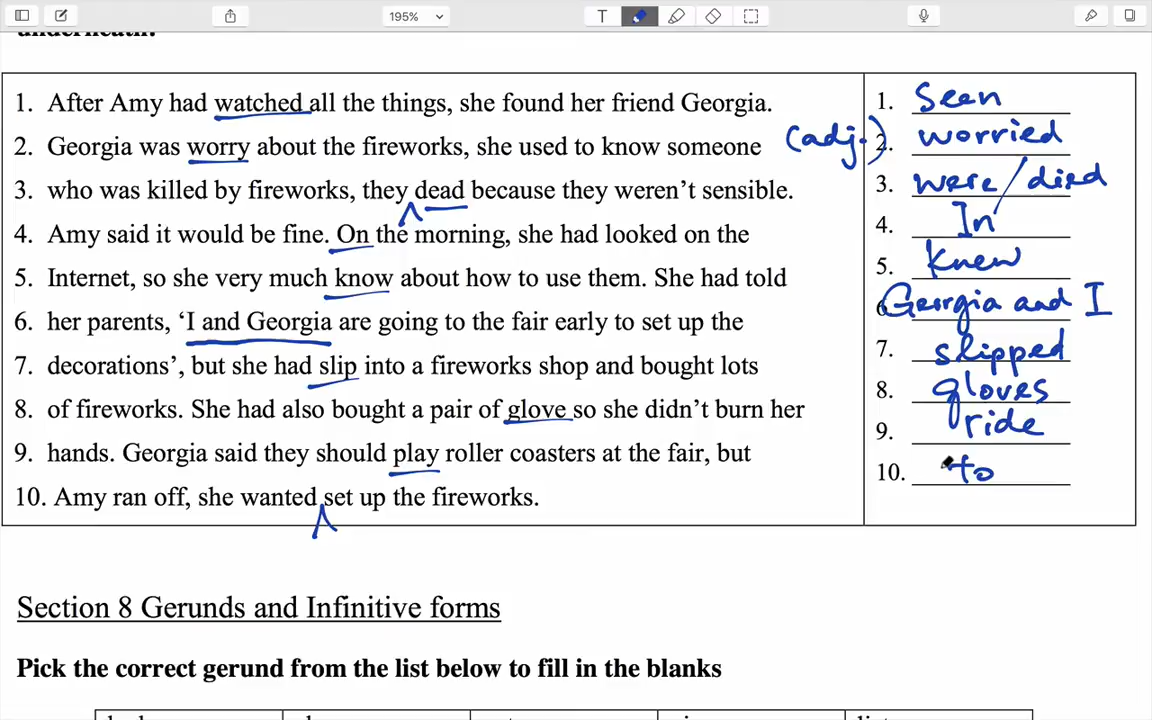 195%
T
underneath.
1. After Amy had watched all the things, she found her friend Georgia.
1. Seen
2. Georgia was worry about the fireworks, she used to know someone
(adj.) 2. worried
3. who was killed by fireworks, they dead because they weren't sensible.
3. were/died
4. Amy said it would be fine. On the morning, she had looked on the
4. In
5. Internet, so she very much know about how to use them. She had told
5. knew
6. her parents, 'I and Georgia are going to the fair early to set up the
6. Georgia and I
7. decorations', but she had slip into a fireworks shop and bought lots
7. slipped
8. of fireworks. She had also bought a pair of glove so she didn't burn her
8. gloves
9. hands. Georgia said they should play roller coasters at the fair, but
9. ride
10. Amy ran off, she wanted set up the fireworks.
10. to
Section 8 Gerunds and Infinitive forms
Pick the correct gerund from the list below to fill in the blanks